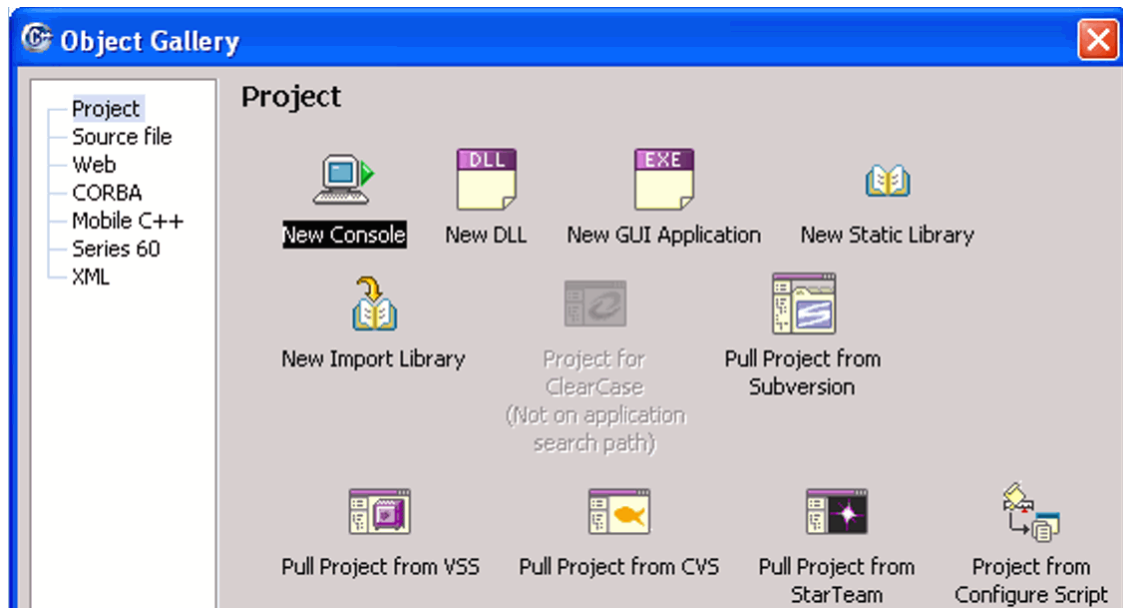 Object Gallery
Project
Source file
Web
CORBA
Mobile C++
Series 60
XML
Project
DLL
EXE
New Console
New DLL
New GUI Application
New Static Library
New Import Library
Project for
ClearCase
(Not on application
search path)
Pull Project from
Subversion
Pull Project from VSS
Pull Project from CVS
Pull Project from
StarTeam
Project from
Configure Script